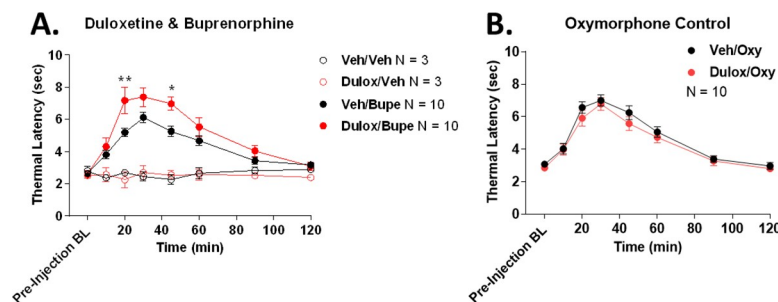 A.
Duloxetine & Buprenorphine
Thermal Latency (sec)
10
8
6
4
2
0
**
*
Pre-Injection BL
20
40
60
80
100
120
Time (min)
Veh/Veh N = 3
Dulox/Veh N = 3
Veh/Bupe N = 10
Dulox/Bupe N = 10
B.
Oxymorphone Control
Thermal Latency (sec)
10
8
6
4
2
0
Pre-Injection BL
20
40
60
80
100
120
Time (min)
Veh/Oxy
Dulox/Oxy
N = 10